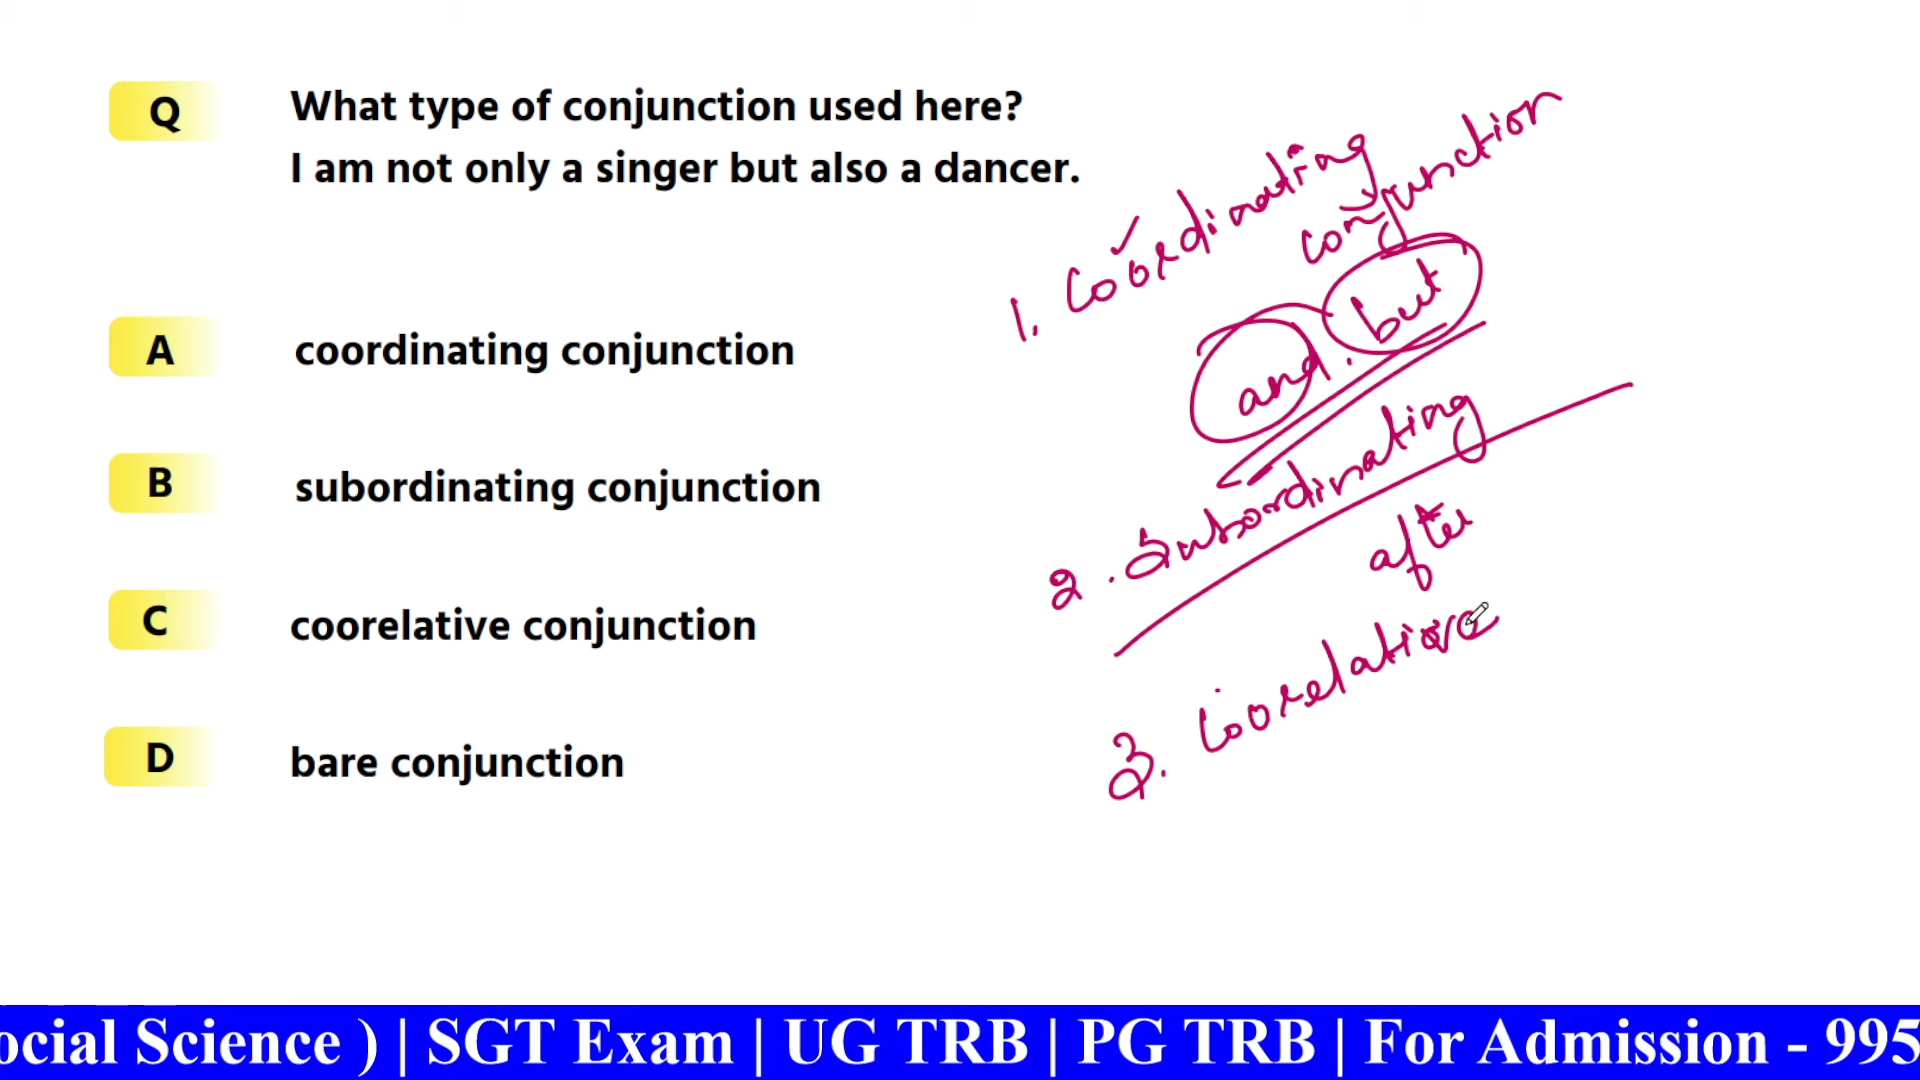 Q What type of conjunction used here?
I am not only a singer but also a dancer.
A coordinating conjunction
B subordinating conjunction
C coorelative conjunction
D bare conjunction
1. Coordinating
conjunction
and. but
2. Subordinating
after
3. Coorelative
ocial Science ) | SGT Exam | UG TRB | PG TRB | For Admission - 995